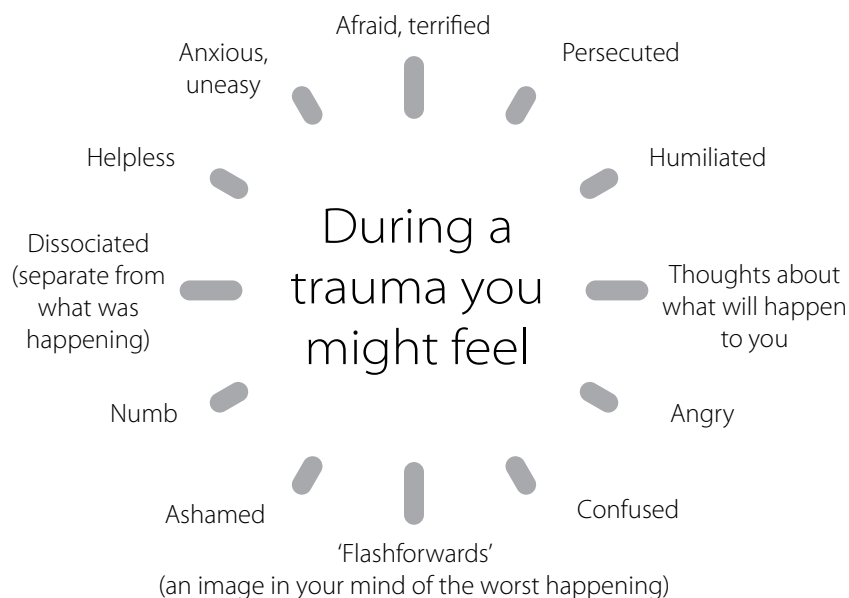 Afraid, terrified
Anxious,
uneasy
Persecuted
Helpless
Humiliated
During a
trauma you
might feel
Dissociated
(separate from
what was
happening)
Thoughts about
what will happen
to you
Numb
Angry
Ashamed
Confused
'Flashforwards'
(an image in your mind of the worst happening)